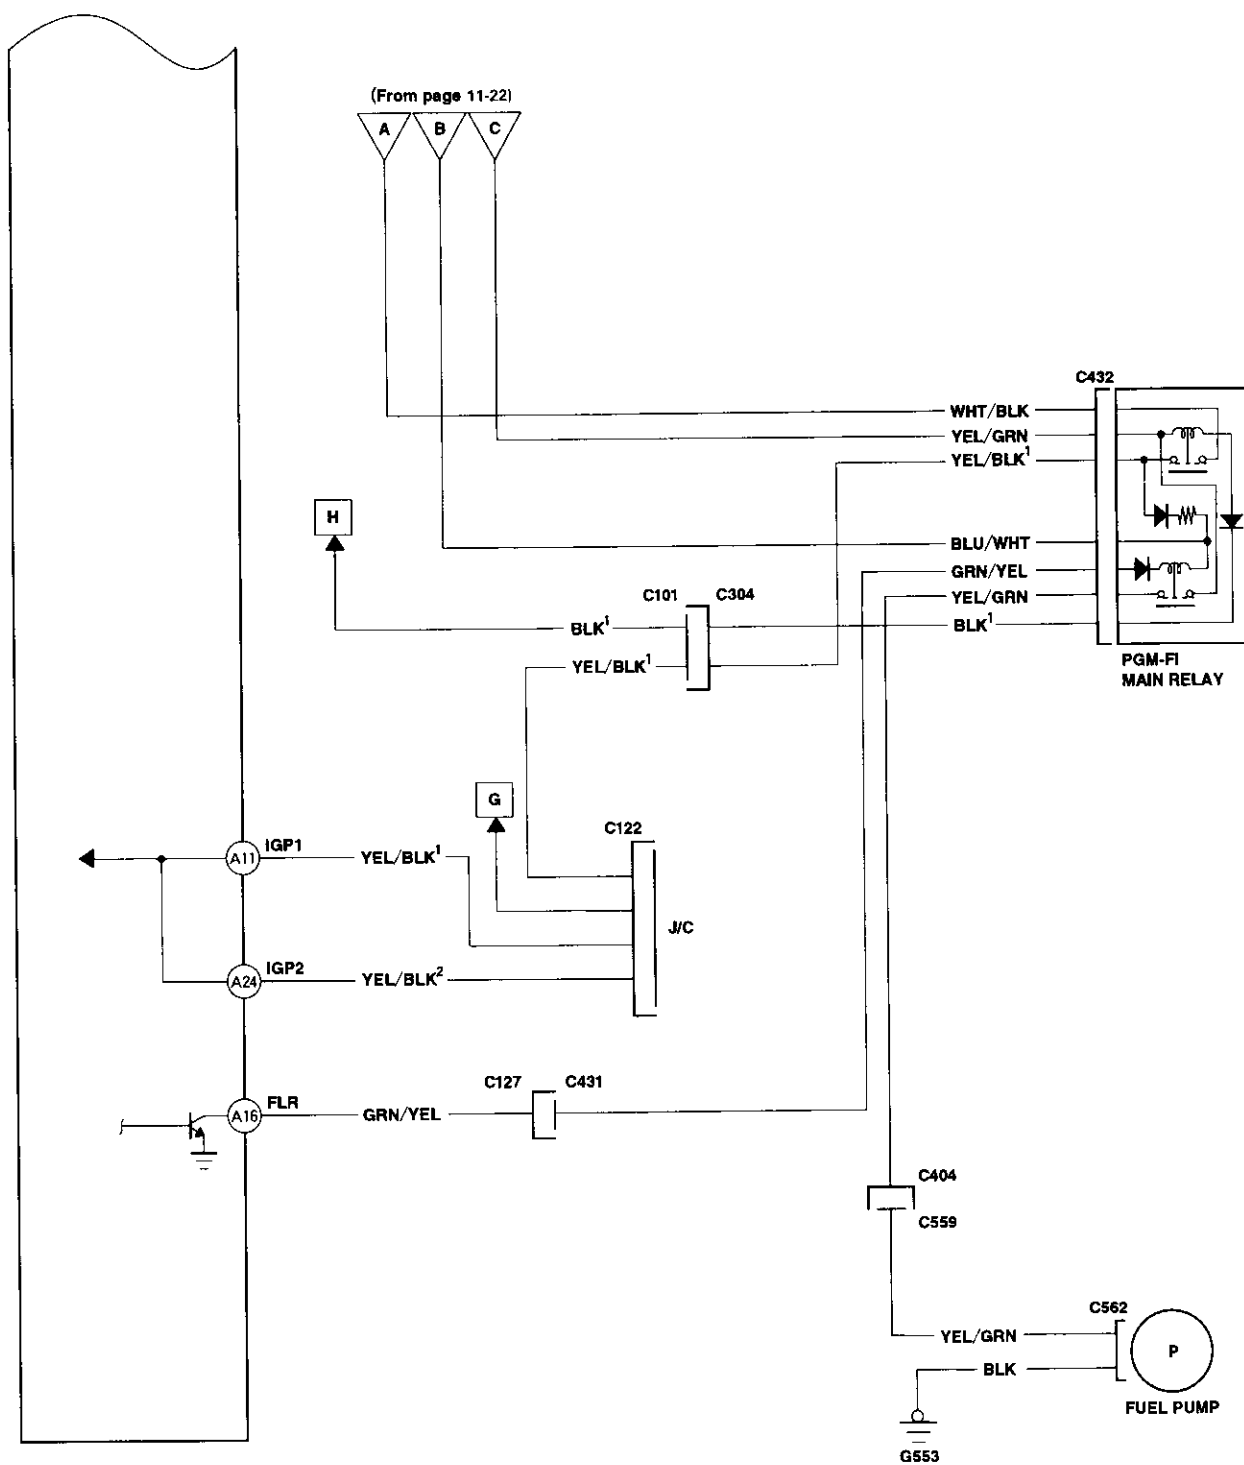 (From page 11-22)
A B C
C432
WHT/BLK
YEL/GRN
YEL/BLK¹
H
BLU/WHT
GRN/YEL
C101 C304
YEL/GRN
BLK¹
BLK¹
YEL/BLK¹
PGM-FI
MAIN RELAY
G
C122
A11 IGP1
YEL/BLK¹
J/C
A24 IGP2
YEL/BLK²
C127 C431
A16 FLR
GRN/YEL
C404
C559
C562
YEL/GRN
P
BLK
FUEL PUMP
G553